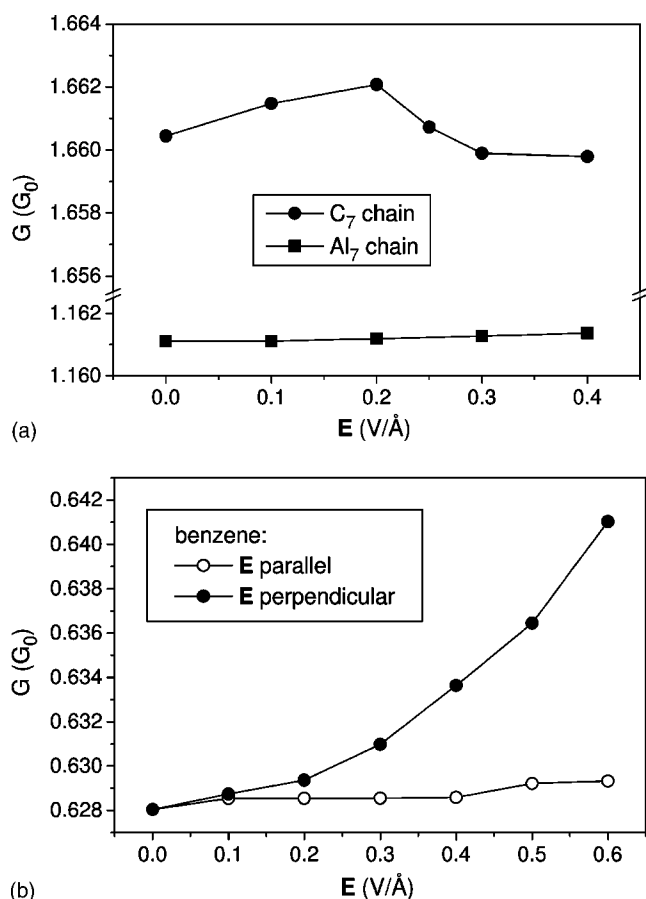 1.664
1.662
1.660
1.658
1.656
1.162
1.160
G (G₀)
C₇ chain
Al₇ chain
0.0 0.1 0.2 0.3 0.4
(a)
E (V/Å)
0.642
0.640
0.638
0.636
0.634
0.632
0.630
0.628
G (G₀)
benzene:
E parallel
E perpendicular
0.0 0.1 0.2 0.3 0.4 0.5 0.6
(b)
E (V/Å)